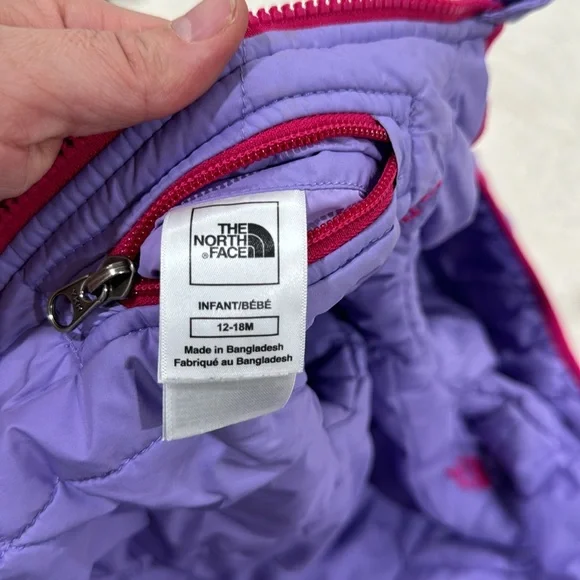 THE
NORTH
®FACE
INFANT/BÉBÉ
12-18M
Made in Bangladesh
Fabriqué au Bangladesh